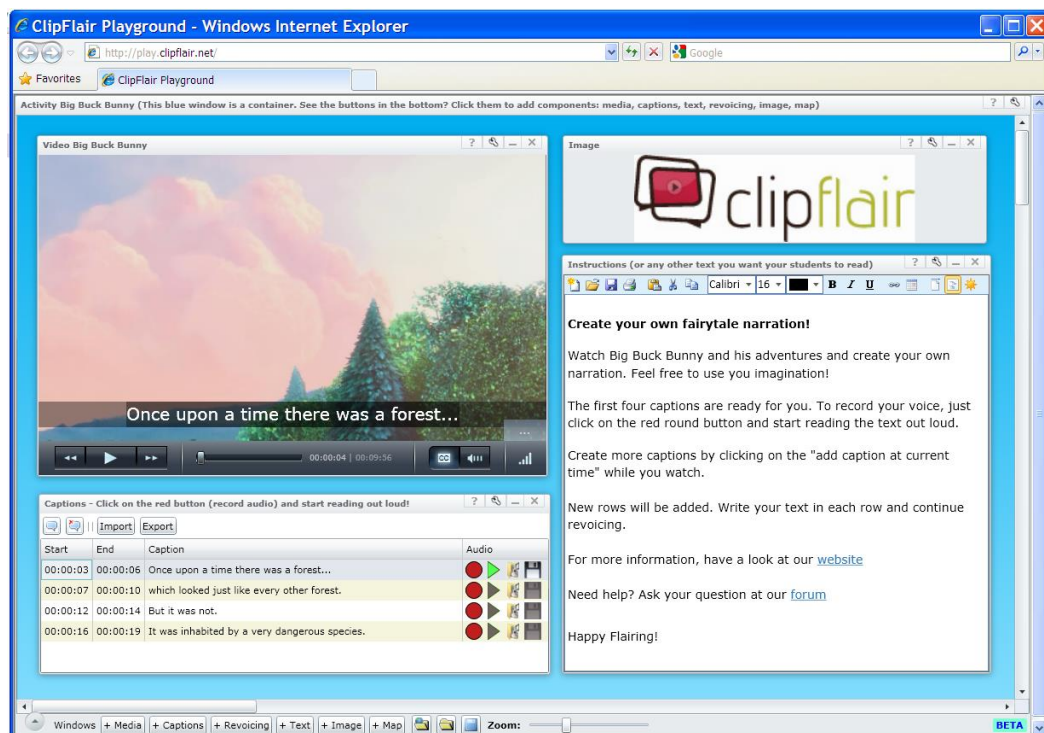 ClipFlair Playground - Windows Internet Explorer
http://play.clipflair.net/
Google
Favorites
ClipFlair Playground
Activity Big Buck Bunny (This blue window is a container. See the buttons in the bottom? Click them to add components: media, captions, text, revoicing, image, map)
?
Video Big Buck Bunny
?
Once upon a time there was a forest...
...
00:00:04 | 00:09:56
CC
Captions - Click on the red button (record audio) and start reading out loud!
?
Import Export
Start End Caption Audio
00:00:03 00:00:06 Once upon a time there was a forest...
00:00:07 00:00:10 which looked just like every other forest.
00:00:12 00:00:14 But it was not.
00:00:16 00:00:19 It was inhabited by a very dangerous species.
Image
?
clipflair
Instructions (or any other text you want your students to read)
?
Calibri 16 B I U
Create your own fairytale narration!
Watch Big Buck Bunny and his adventures and create your own
narration. Feel free to use you imagination!
The first four captions are ready for you. To record your voice, just
click on the red round button and start reading the text out loud.
Create more captions by clicking on the "add caption at current
time" while you watch.
New rows will be added. Write your text in each row and continue
revoicing.
For more information, have a look at our website
Need help? Ask your question at our forum
Happy Flairing!
Windows + Media + Captions + Revoicing + Text + Image + Map Zoom: BETA